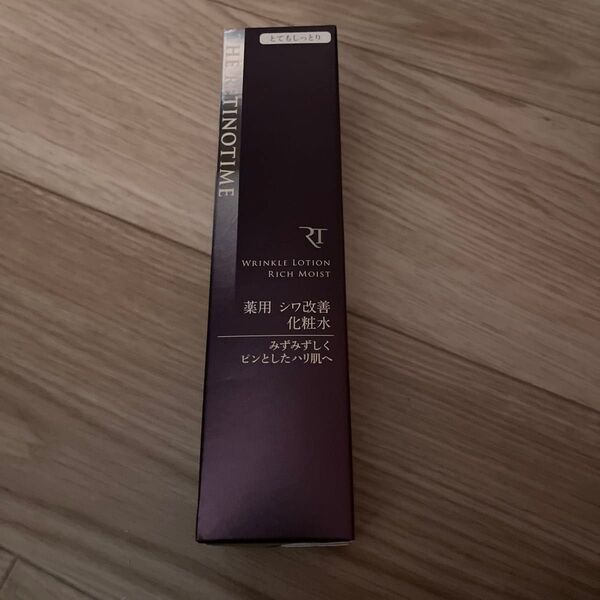 とてもしっとり
THE RETINOTIME
RT
WRINKLE LOTION
RICH MOIST
薬用 シワ改善
化粧水
みずみずしく
ピンとしたハリ肌へ